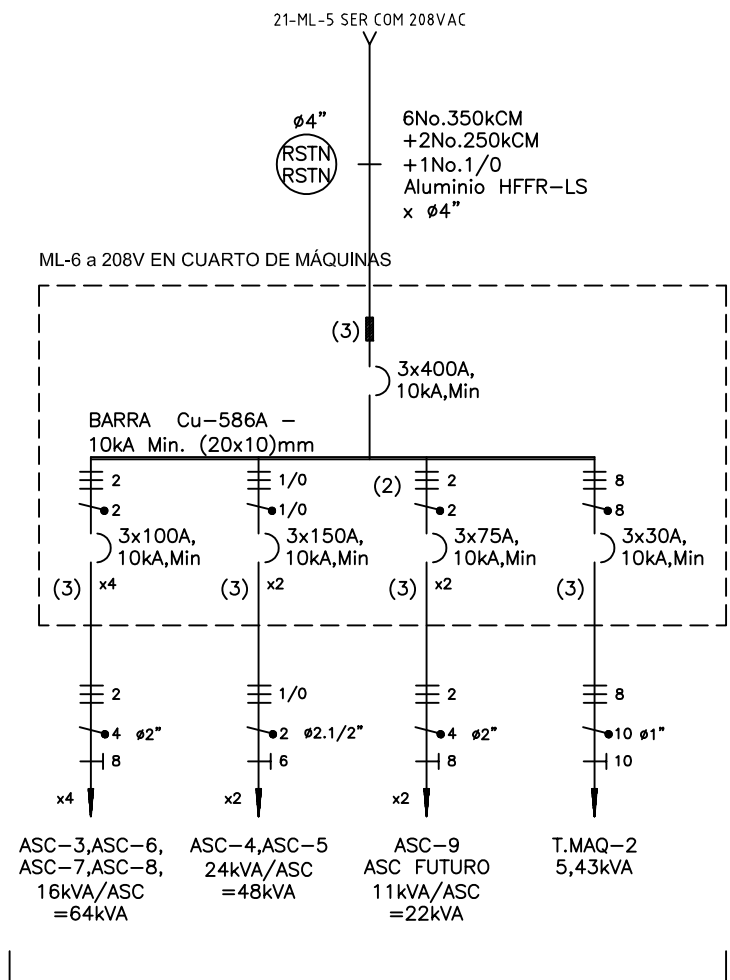 21-ML-5 SER COM 208VAC
ø4"
RSTN
RSTN
6No.350kCM
+2No.250kCM
+1No.1/0
Aluminio HFFR-LS
x ø4"
ML-6 a 208V EN CUARTO DE MÁQUINAS
(3)
3x400A,
10kA,Min
BARRA Cu-586A -
10kA Min. (20x10)mm
2
1/0
(2)
2
8
2
1/0
2
8
3x100A,
10kA,Min
3x150A,
10kA,Min
3x75A,
10kA,Min
3x30A,
10kA,Min
(3)
x4
(3)
x2
(3)
x2
(3)
2
1/0
2
8
4 ø2"
2 ø2.1/2"
4 ø2"
10 ø1"
8
6
8
10
x4
x2
x2
ASC-3,ASC-6,
ASC-7,ASC-8,
16kVA/ASC
=64kVA
ASC-4,ASC-5
24kVA/ASC
=48kVA
ASC-9
ASC FUTURO
11kVA/ASC
=22kVA
T.MAQ-2
5,43kVA